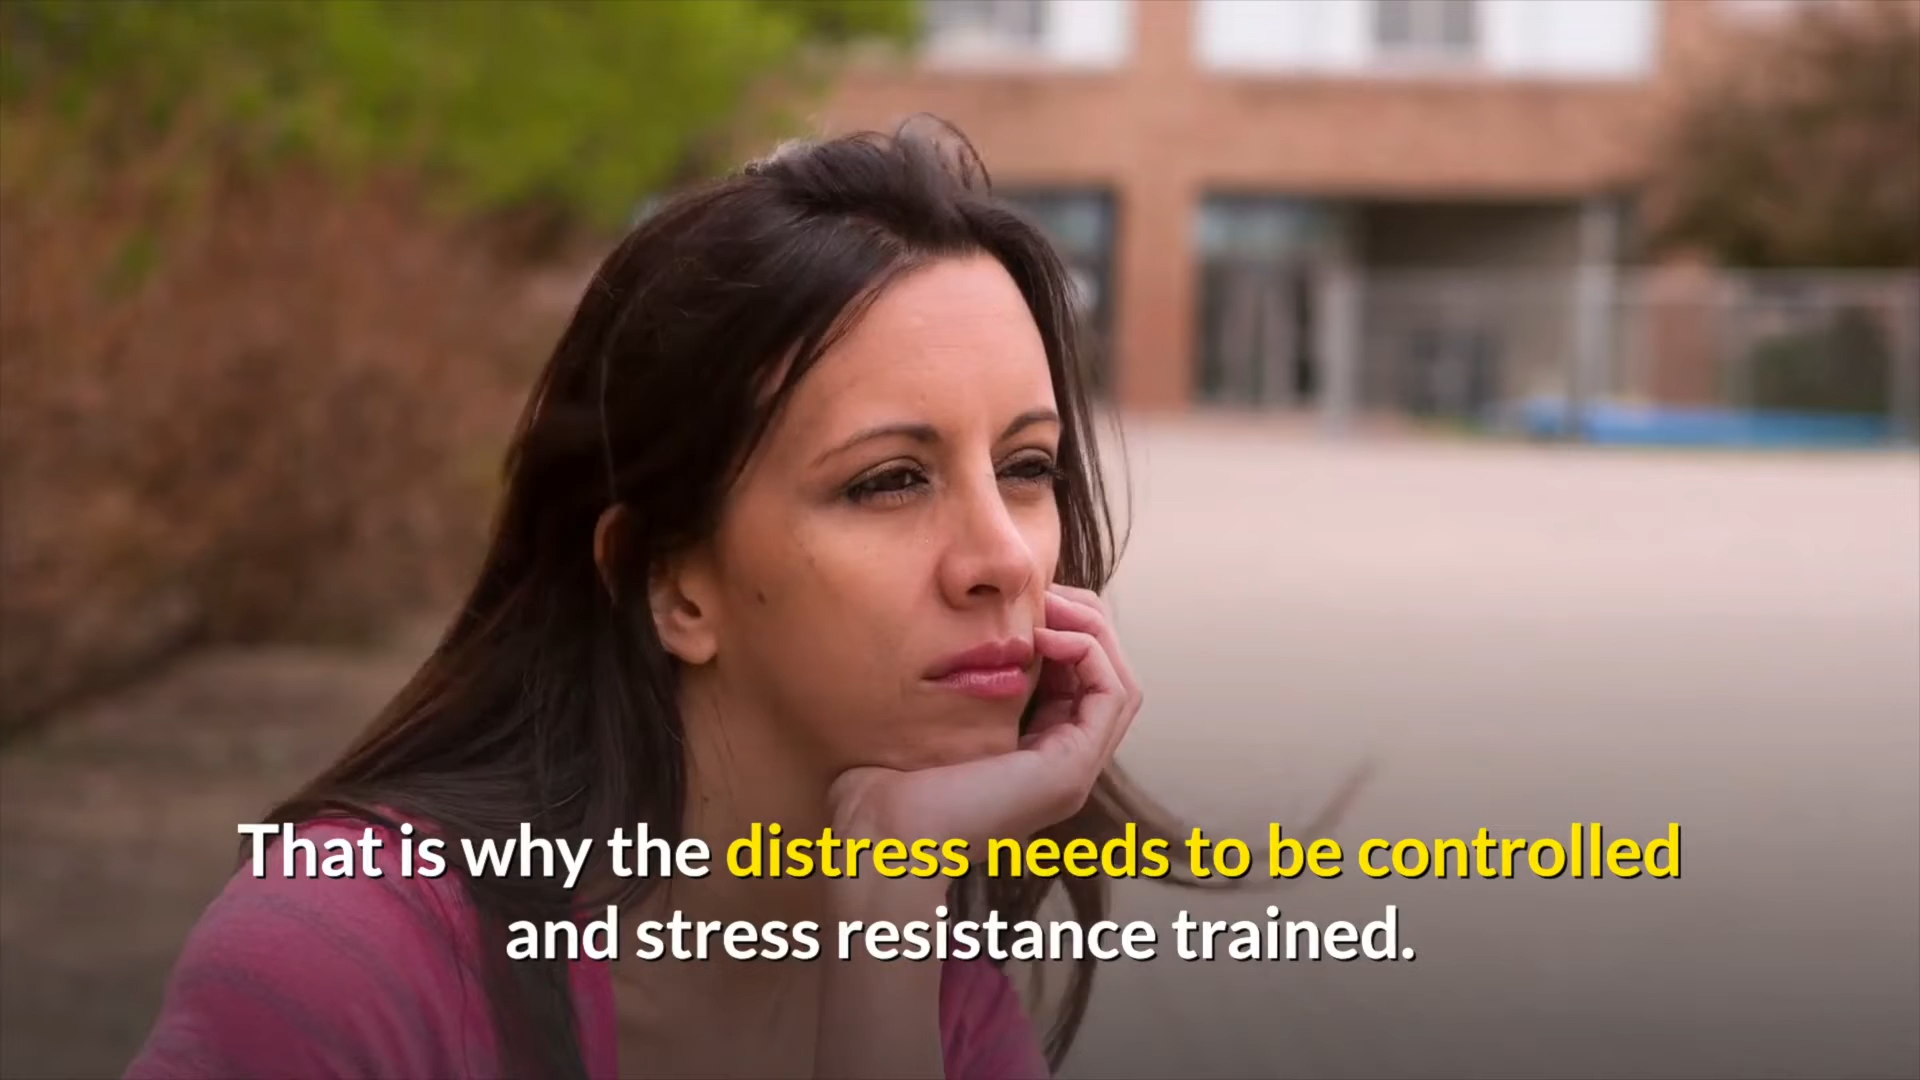 That is why the distress needs to be controlled
and stress resistance trained.